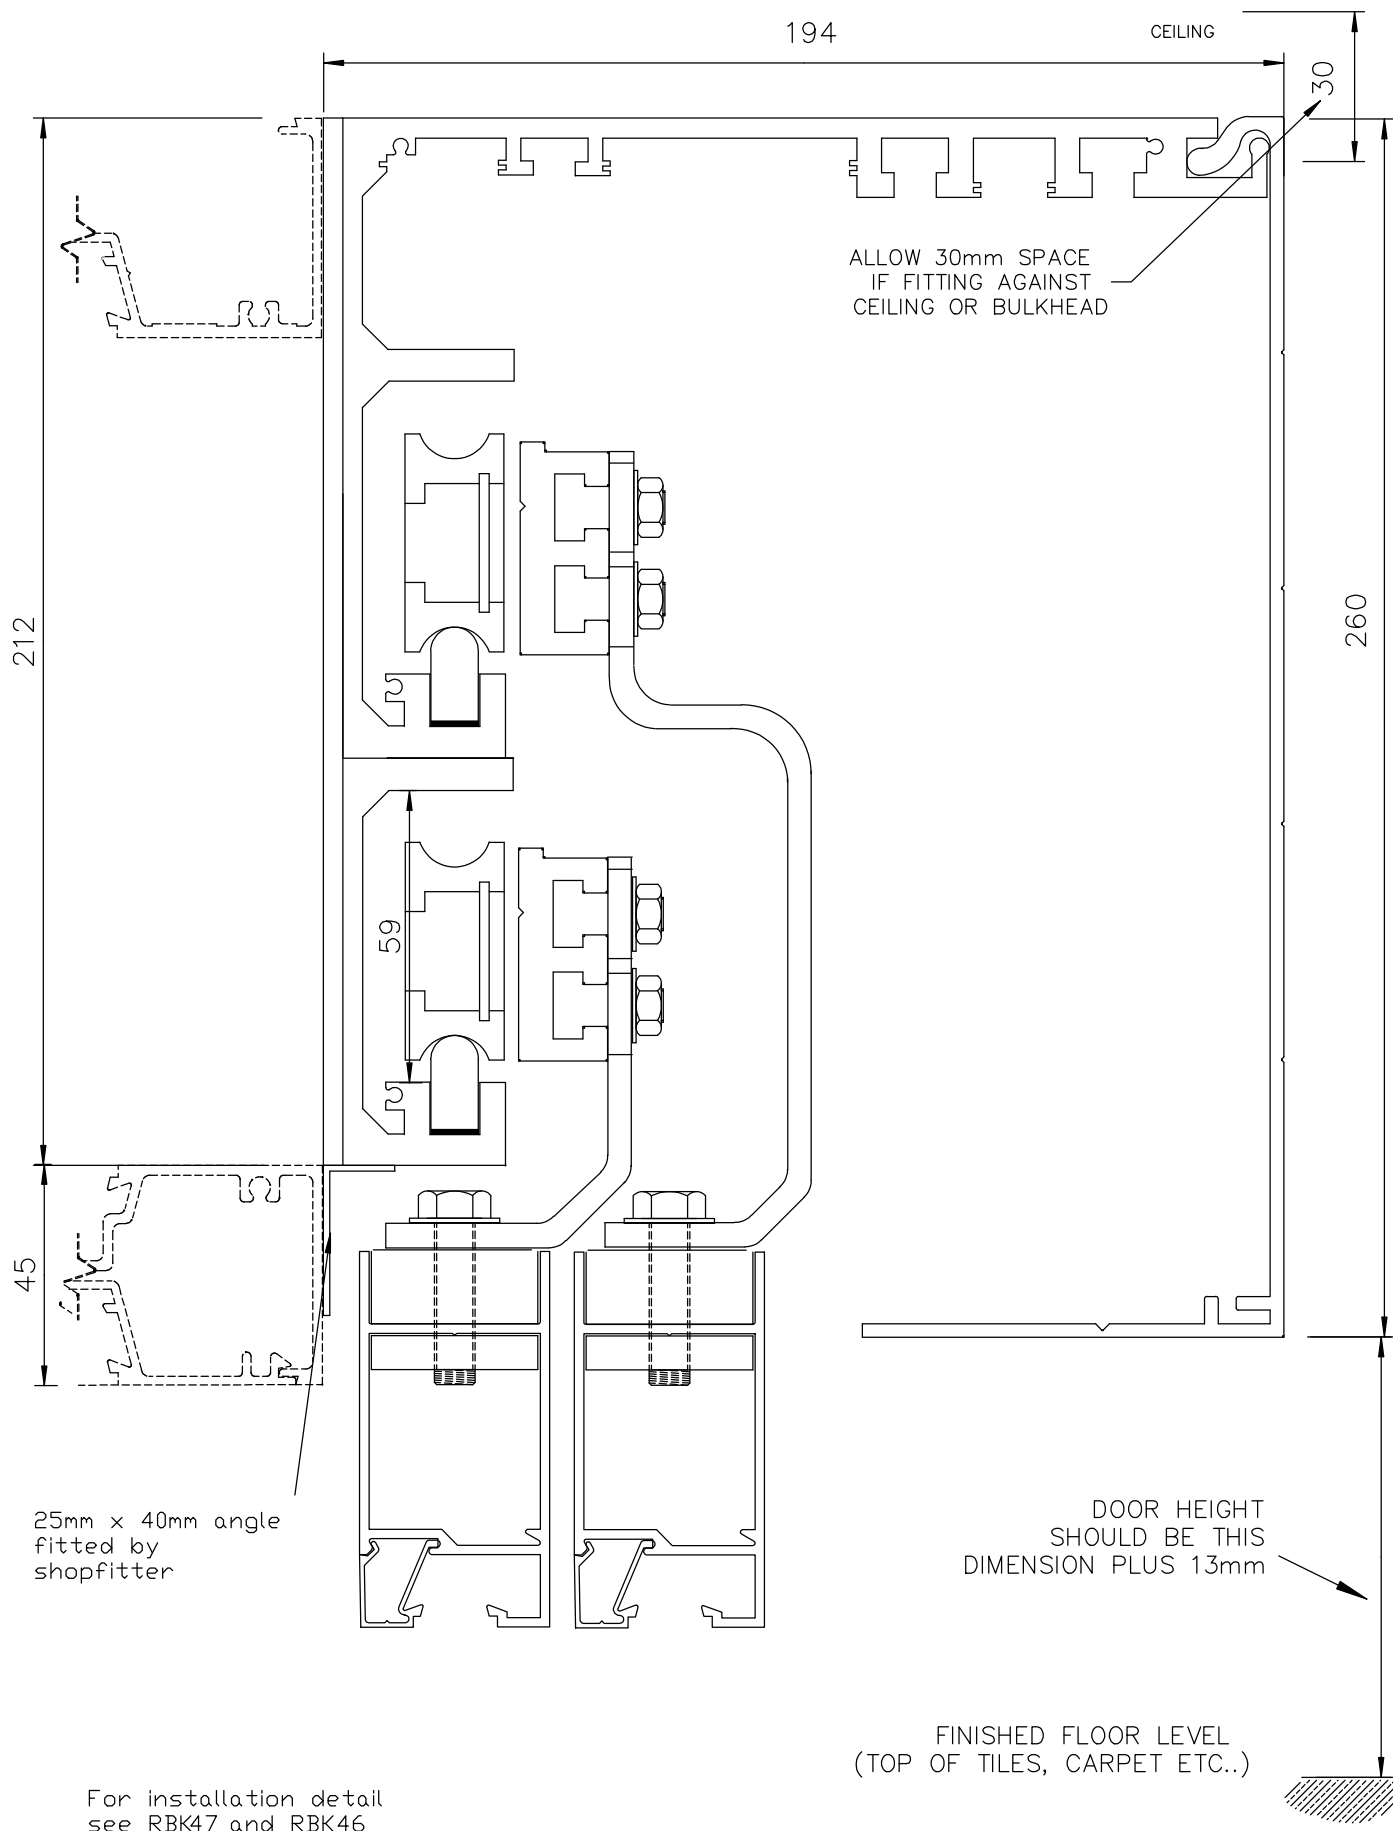 194
CEILING
30
ALLOW 30mm SPACE
IF FITTING AGAINST
CEILING OR BULKHEAD
212
260
59
45
25mm x 40mm angle
fitted by
shopfitter
DOOR HEIGHT
SHOULD BE THIS
DIMENSION PLUS 13mm
FINISHED FLOOR LEVEL
(TOP OF TILES, CARPET ETC..)
For installation detail
see RBK47 and RBK46